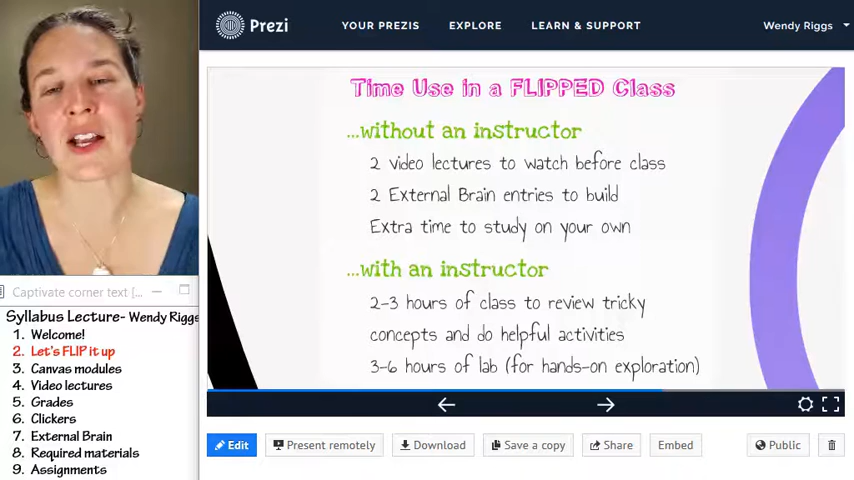 Prezi
YOUR PREZIS
EXPLORE
LEARN & SUPPORT
Wendy Riggs
Time Use in a FLIPPED Class
...without an instructor
2 video lectures to watch before class
2 External Brain entries to build
Extra time to study on your own
...with an instructor
2-3 hours of class to review tricky
concepts and do helpful activities
3-6 hours of lab (for hands-on exploration)
Captivate corner text [...
Syllabus Lecture- Wendy Riggs
1. Welcome!
2. Let's FLIP it up
3. Canvas modules
4. Video lectures
5. Grades
6. Clickers
7. External Brain
8. Required materials
9. Assignments
Edit
Present remotely
Download
Save a copy
Share
Embed
Public